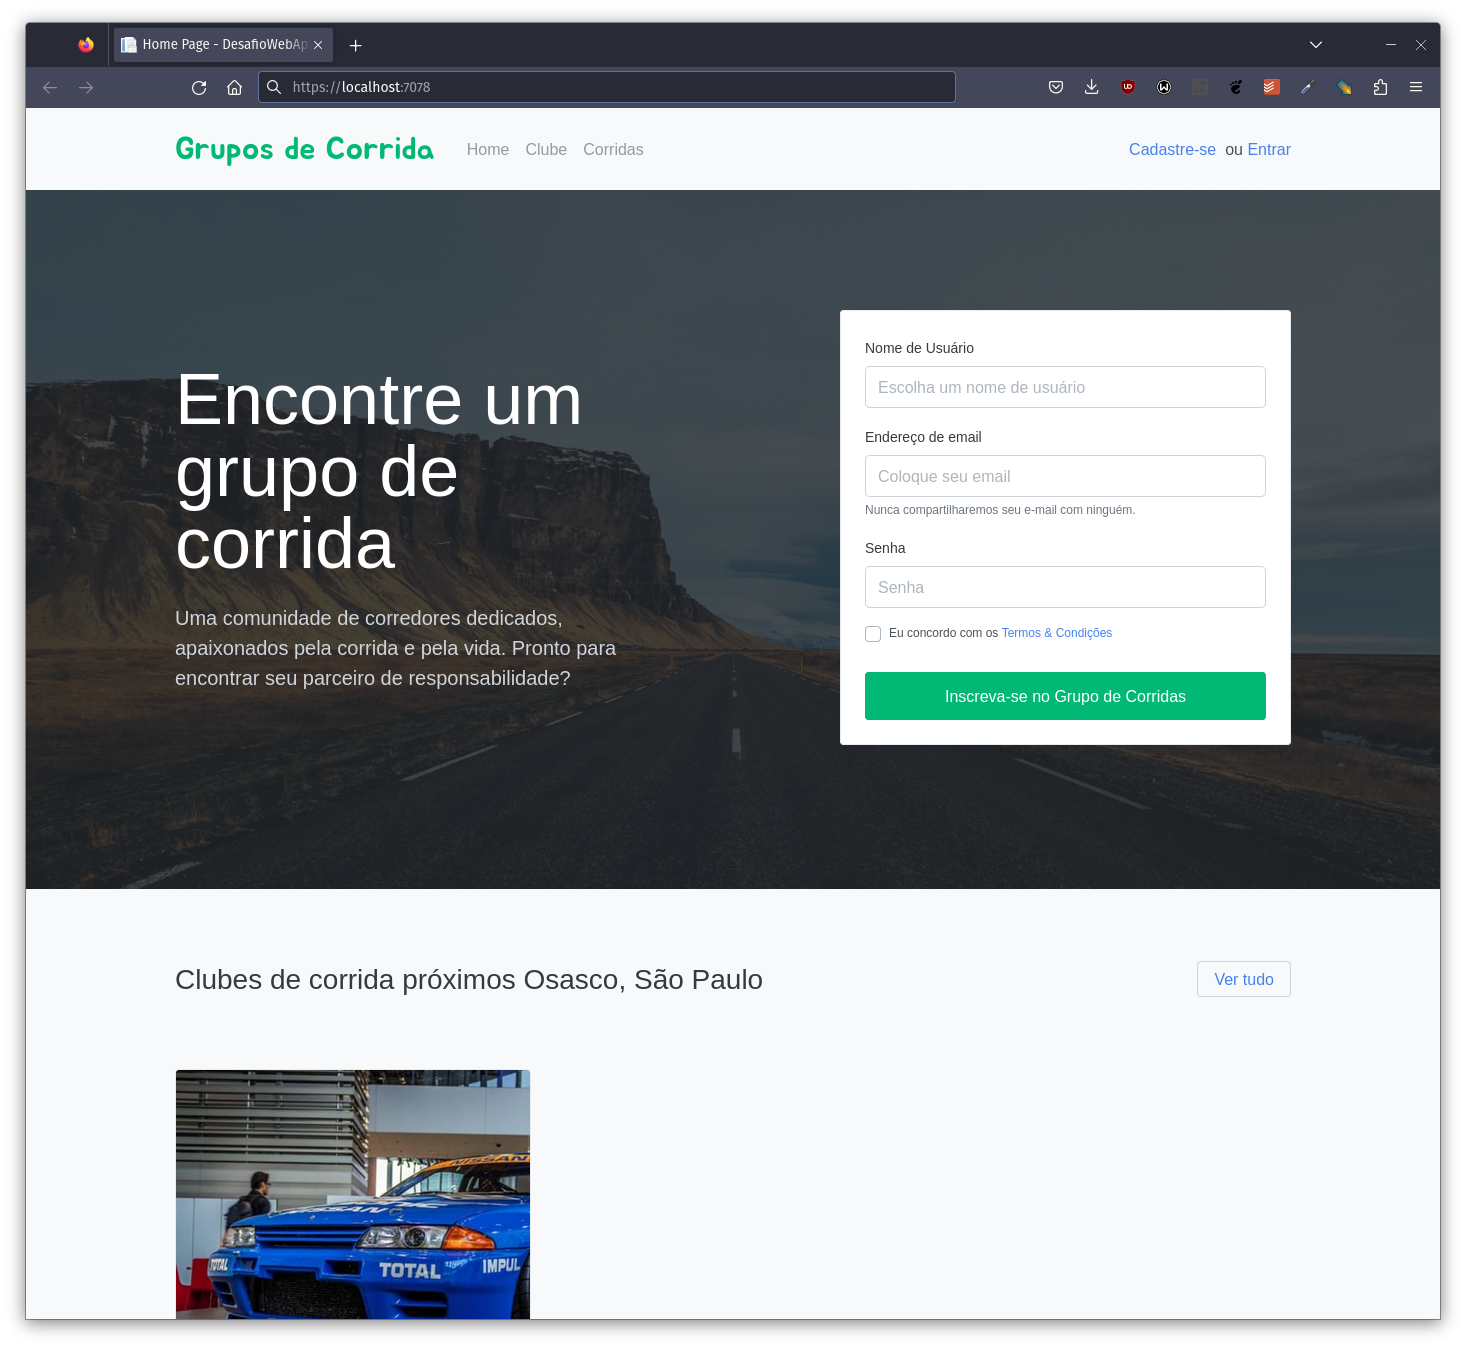 Home Page - DesafioWebAp
https://localhost:7078
Grupos de Corrida
Home Clube Corridas
Cadastre-se ou Entrar
Encontre um
grupo de
corrida
Uma comunidade de corredores dedicados,
apaixonados pela corrida e pela vida. Pronto para
encontrar seu parceiro de responsabilidade?
Nome de Usuário
Escolha um nome de usuário
Endereço de email
Coloque seu email
Nunca compartilharemos seu e-mail com ninguém.
Senha
Senha
Eu concordo com os Termos & Condições
Inscreva-se no Grupo de Corridas
Clubes de corrida próximos Osasco, São Paulo
Ver tudo
NISSAN
NISSAN
TOTAL
TOTAL
IMPUL